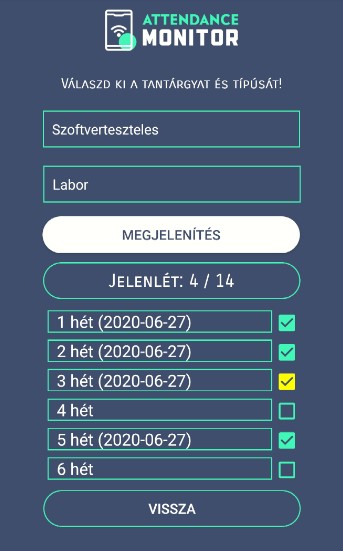 ATTENDANCE
MONITOR
Válaszd ki a tantárgyat és típúsát!
Szoftverteszteles
Labor
MEGJELENÍTÉS
Jelenlét: 4 / 14
1 hét (2020-06-27)
2 hét (2020-06-27)
3 hét (2020-06-27)
4 hét
5 hét (2020-06-27)
6 hét
VISSZA